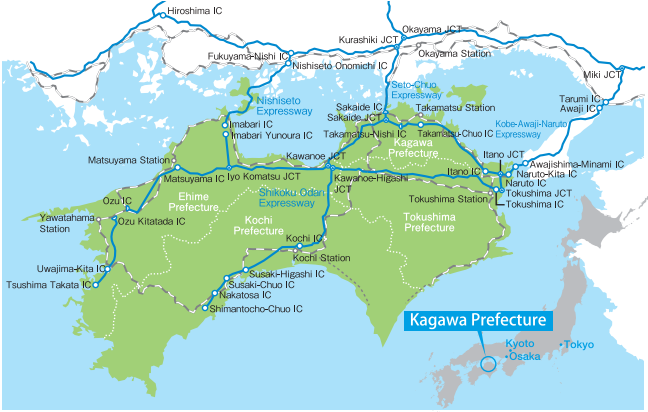 Hiroshima IC
Okayama JCT
Kurashiki JCT
Okayama Station
Fukuyama-Nishi IC
Nishiseto Onomichi IC
Miki JCT
Seto-Chuo
Expressway
Nishiseto
Expressway
Tarumi IC
Awaji IC
Sakaide IC
Sakaide JCT
Takamatsu Station
Kobe-Awaji-Naruto
Expressway
Imabari IC
Imabari Yunoura IC
Takamatsu-Nishi IC
Takamatsu-Chuo IC
Kagawa
Prefecture
Matsuyama Station
Kawanoe JCT
Itano JCT
Awajishima-Minami IC
Matsuyama IC
Iyo Komatsu JCT
Kawanoe-Higashi
JCT
Itano IC
Naruto-Kita IC
Naruto IC
Tokushima JCT
Tokushima IC
Tokushima Station
Ehime
Prefecture
Shikoku Odan
Expressway
Ozu IC
Ozu Kitatada IC
Yawatahama
Station
Kochi
Prefecture
Tokushima
Prefecture
Kochi IC
Kochi Station
Uwajima-Kita IC
Tsushima Takata IC
Susaki-Higashi IC
Susaki-Chuo IC
Nakatosa IC
Shimantocho-Chuo IC
Kagawa Prefecture
Kyoto
Osaka
Tokyo